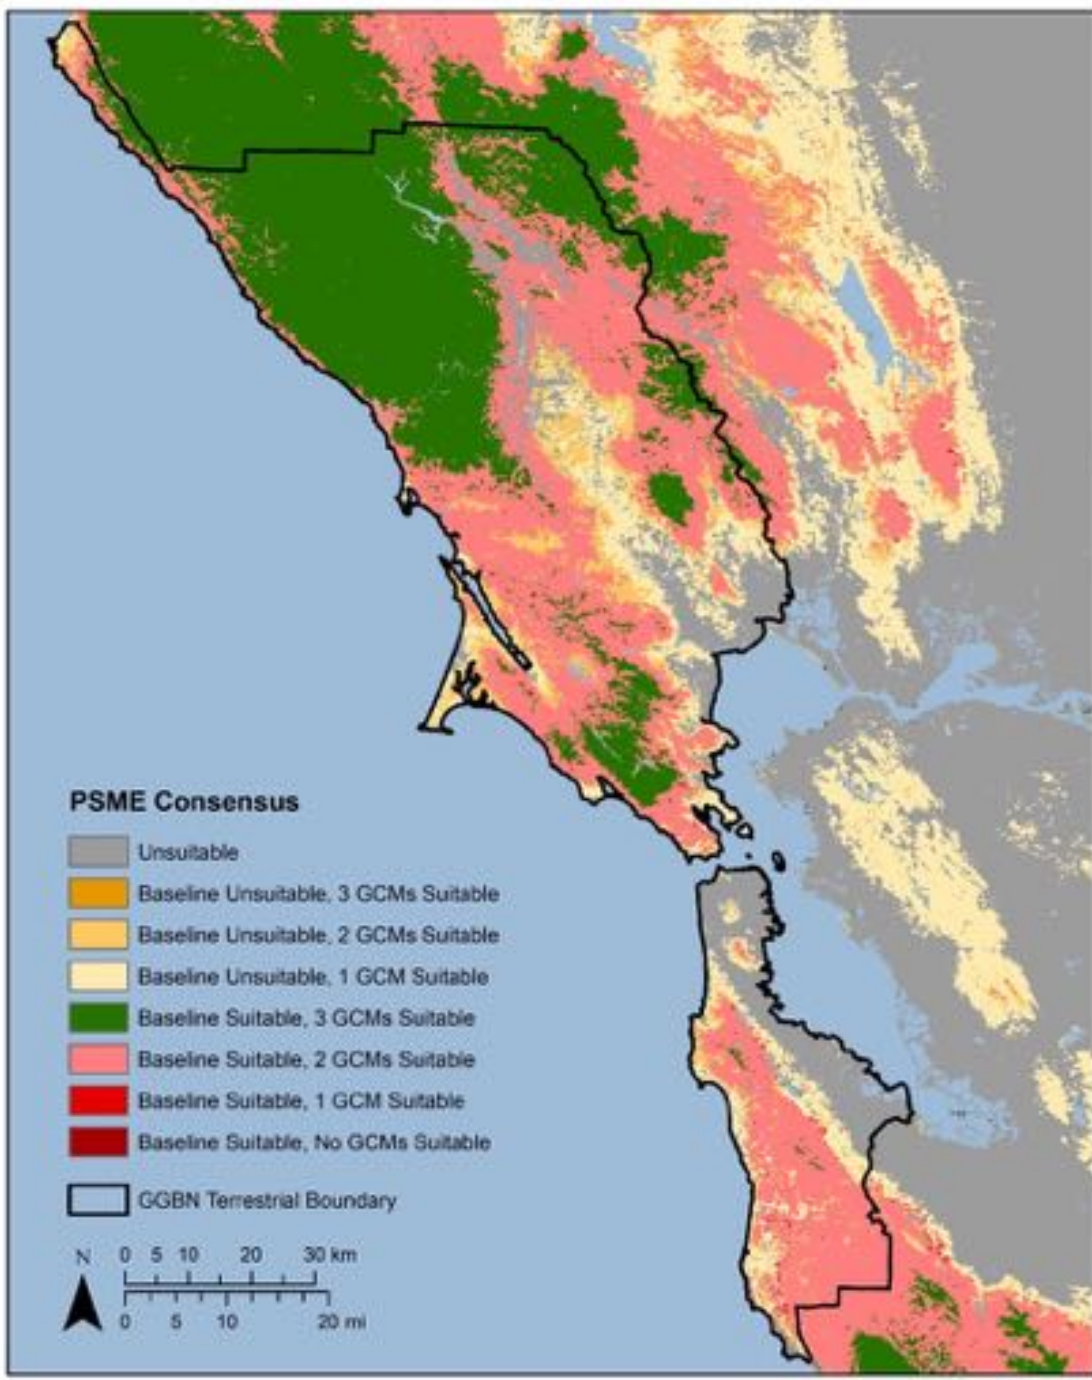 PSME Consensus
Unsuitable
Baseline Unsuitable, 3 GCMs Suitable
Baseline Unsuitable, 2 GCMs Suitable
Baseline Unsuitable, 1 GCM Suitable
Baseline Suitable, 3 GCMs Suitable
Baseline Suitable, 2 GCMs Suitable
Baseline Suitable, 1 GCM Suitable
Baseline Suitable, No GCMs Suitable
GGBN Terrestrial Boundary
N 0 5 10 20 30 km
0 5 10 20 mi